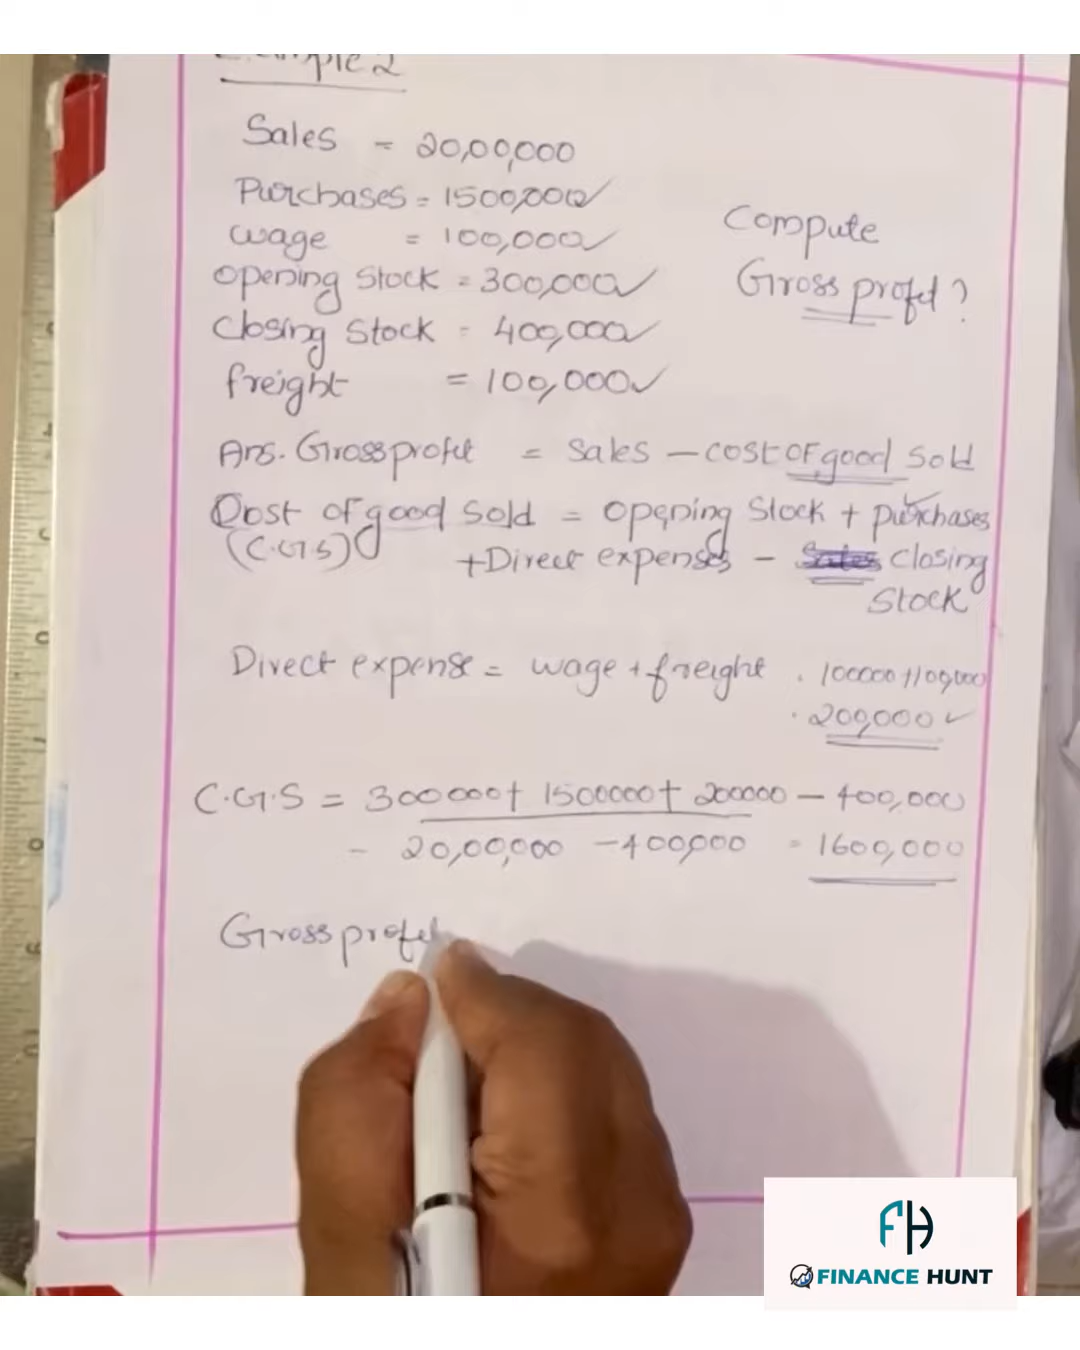 Example 2
Sales = 20,00,000
Purchases = 1500,000✓
wage = 100,000✓
Compute
opening Stock = 300,000✓
Gross profit?
Closing Stock = 400,000✓
freight = 100,000✓
Ans. Gross profit = Sales - cost of good sold
Cost of good sold = opening Stock + purchases
(C.G.S) + Direct expenses - Sales closing
Stock
Direct expense = wage + freight . 100000+100,000
. 200,000✓
C.G.S = 300000+ 1500000+ 200000 - 400,000
- 20,00,000 - 400,000 = 1600,000
Gross profit
FH
FINANCE HUNT